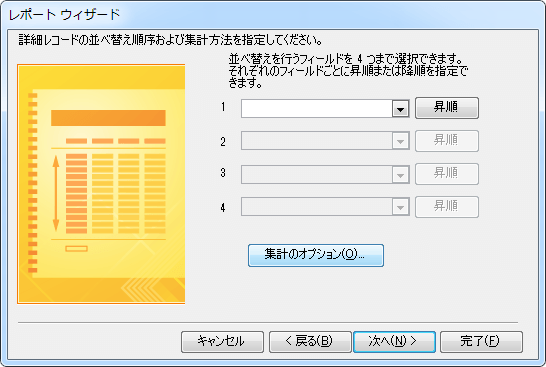 レポート ウィザード
詳細レコードの並べ替え順序および集計方法を指定してください。
並べ替えを行うフィールドを 4 つまで選択できます。
それぞれのフィールドごとに昇順または降順を指定で
きます。
1 昇順
2 昇順
3 昇順
4 昇順
集計のオプション(O)...
キャンセル < 戻る(B) 次へ(N) > 完了(F)